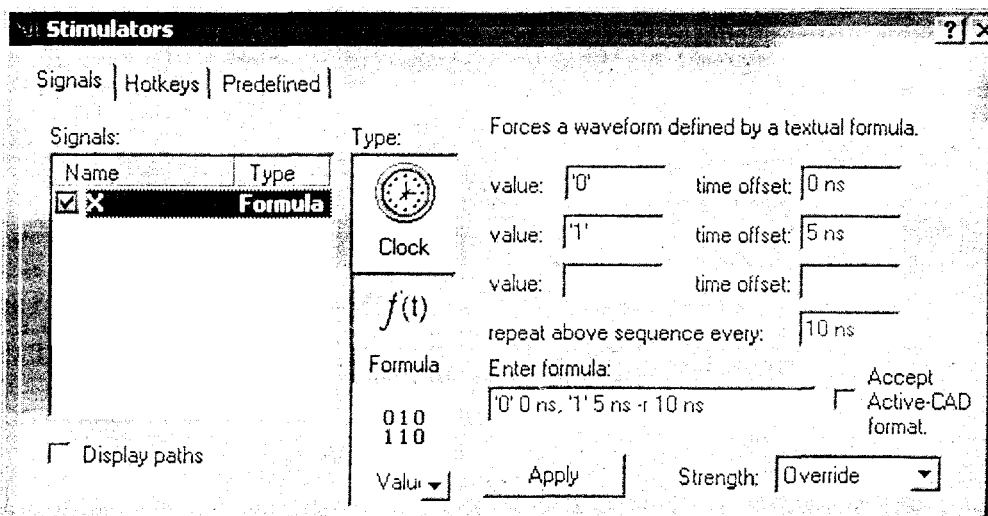 Stimulators
Signals Hotkeys Predefined
Signals:
Name Type
X Formula
Display paths
Type:
Clock
f(t)
Formula
010
110
Valu
Forces a waveform defined by a textual formula.
value: '0' time offset: 0 ns
value: '1' time offset: 5 ns
value: time offset:
repeat above sequence every: 10 ns
Enter formula:
'0' 0 ns, '1' 5 ns -r 10 ns
Accept
Active-CAD
format.
Apply Strength: Override